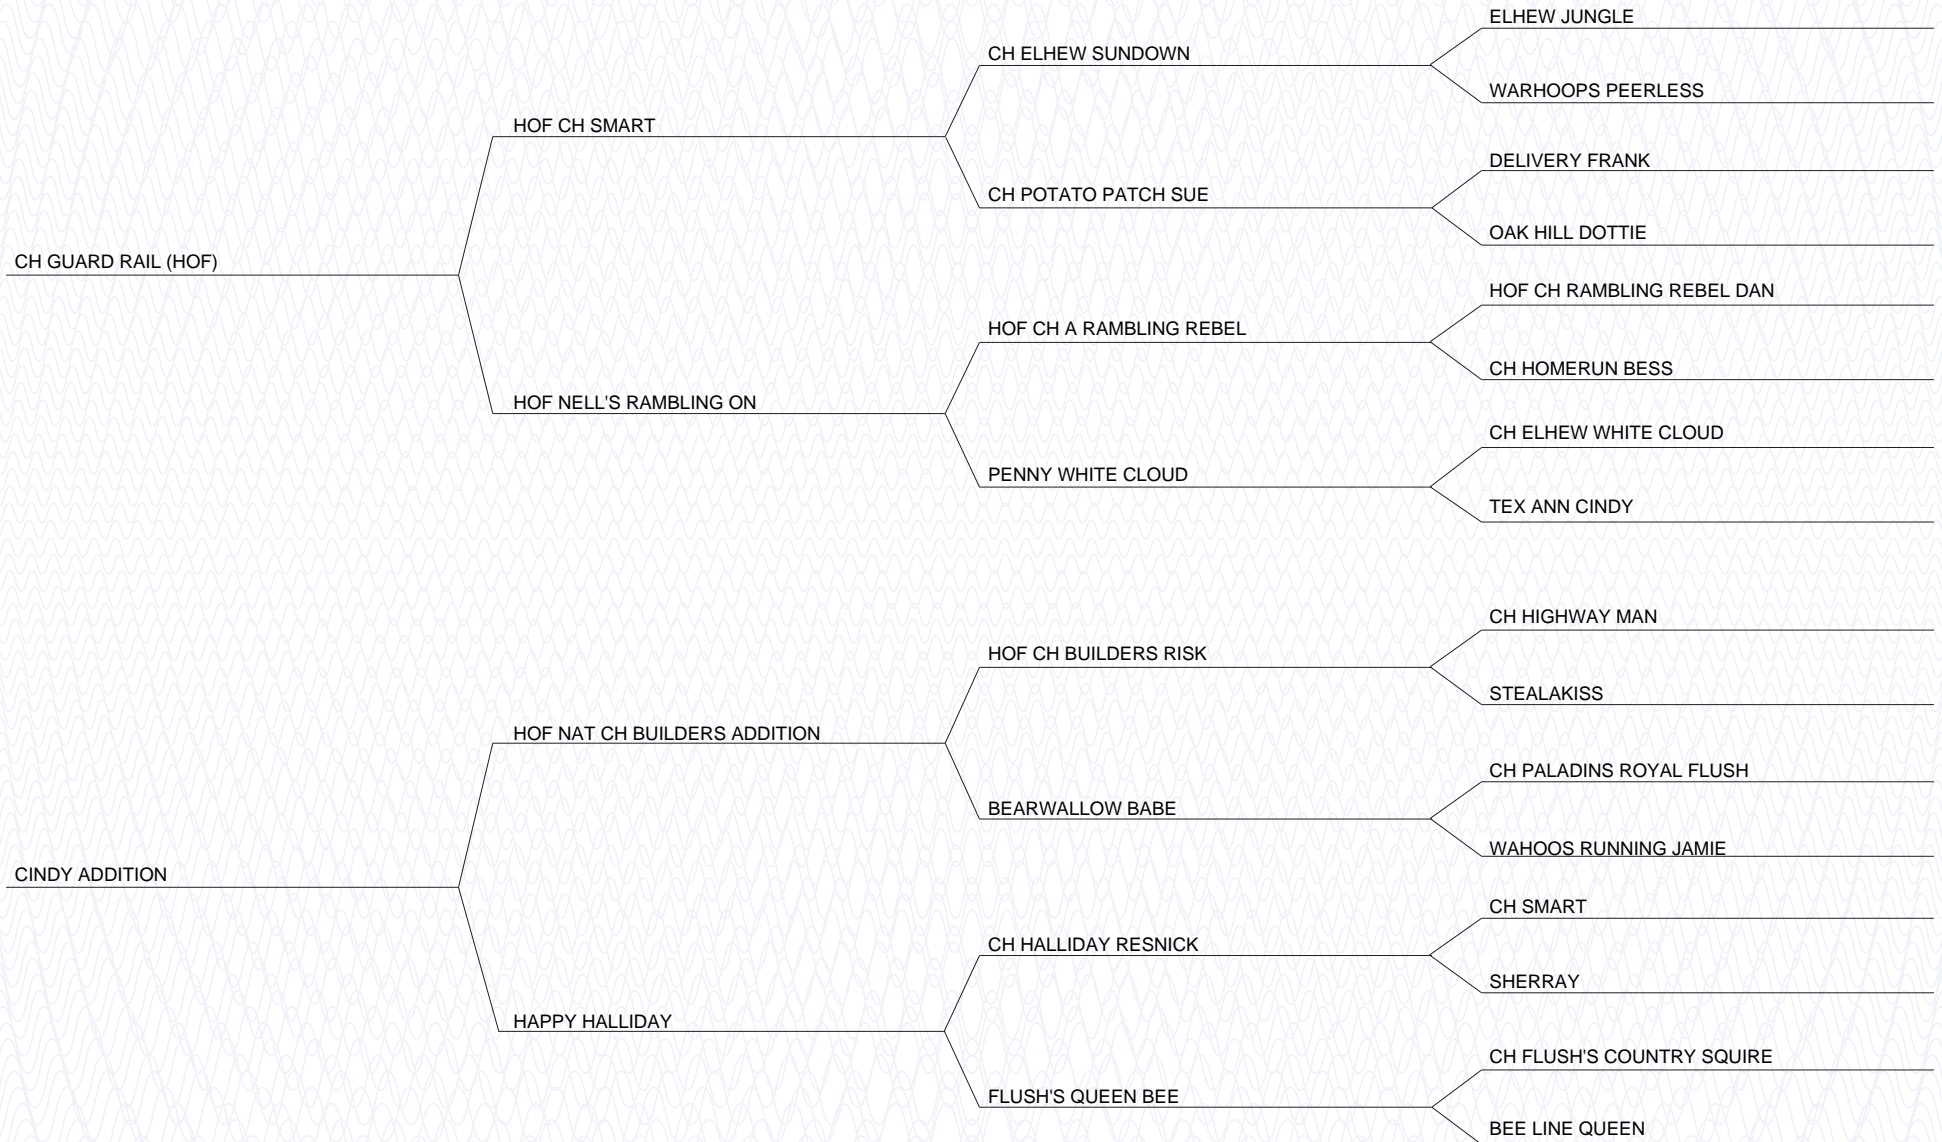 ELHEW JUNGLE
CH ELHEW SUNDOWN
WARHOOPS PEERLESS
HOF CH SMART
DELIVERY FRANK
CH POTATO PATCH SUE
OAK HILL DOTTIE
CH GUARD RAIL (HOF)
HOF CH RAMBLING REBEL DAN
HOF CH A RAMBLING REBEL
CH HOMERUN BESS
HOF NELL'S RAMBLING ON
CH ELHEW WHITE CLOUD
PENNY WHITE CLOUD
TEX ANN CINDY
CH HIGHWAY MAN
HOF CH BUILDERS RISK
STEALAKISS
HOF NAT CH BUILDERS ADDITION
CH PALADINS ROYAL FLUSH
BEARWALLOW BABE
WAHOOS RUNNING JAMIE
CINDY ADDITION
CH SMART
CH HALLIDAY RESNICK
SHERRAY
HAPPY HALLIDAY
CH FLUSH'S COUNTRY SQUIRE
FLUSH'S QUEEN BEE
BEE LINE QUEEN